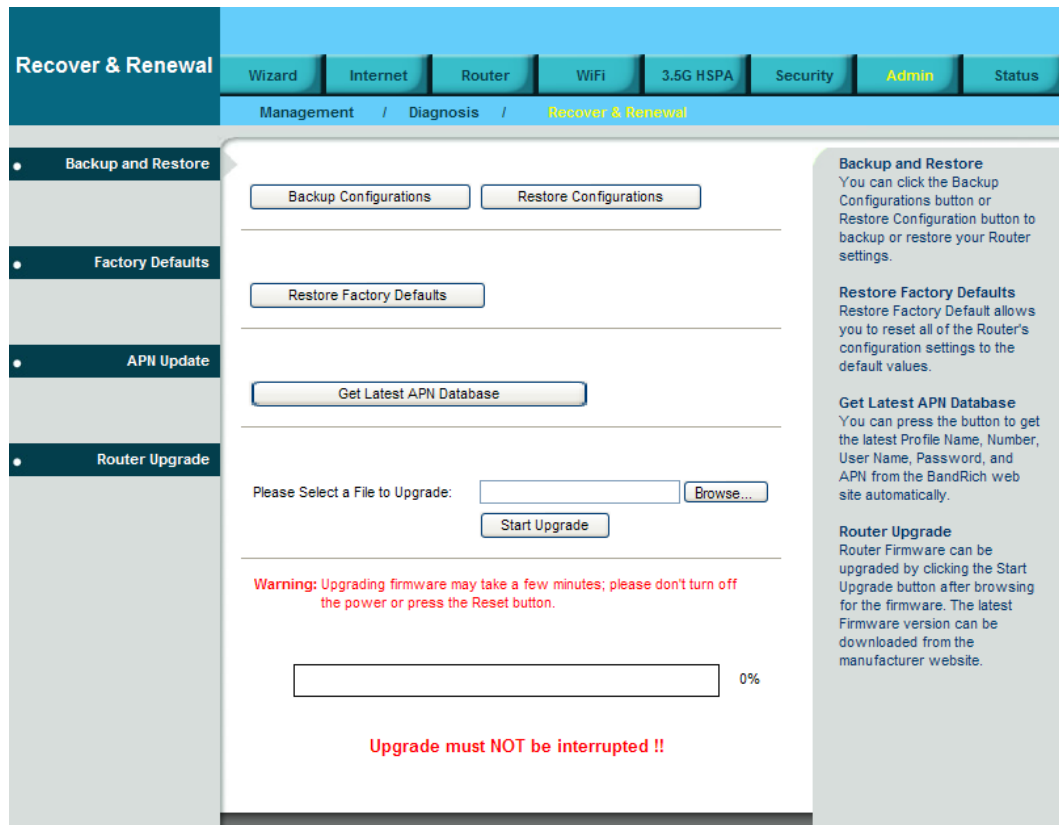 Recover & Renewal
Wizard Internet Router WiFi 3.5G HSPA Security Admin Status
Management / Diagnosis / Recover & Renewal
Backup and Restore
Backup Configurations Restore Configurations
Factory Defaults
Restore Factory Defaults
APN Update
Get Latest APN Database
Router Upgrade
Please Select a File to Upgrade: Browse...
Start Upgrade
Warning: Upgrading firmware may take a few minutes; please don't turn off
the power or press the Reset button.
0%
Upgrade must NOT be interrupted !!
Backup and Restore
You can click the Backup
Configurations button or
Restore Configuration button to
backup or restore your Router
settings.
Restore Factory Defaults
Restore Factory Default allows
you to reset all of the Router's
configuration settings to the
default values.
Get Latest APN Database
You can press the button to get
the latest Profile Name, Number,
User Name, Password, and
APN from the BandRich web
site automatically.
Router Upgrade
Router Firmware can be
upgraded by clicking the Start
Upgrade button after browsing
for the firmware. The latest
Firmware version can be
downloaded from the
manufacturer website.